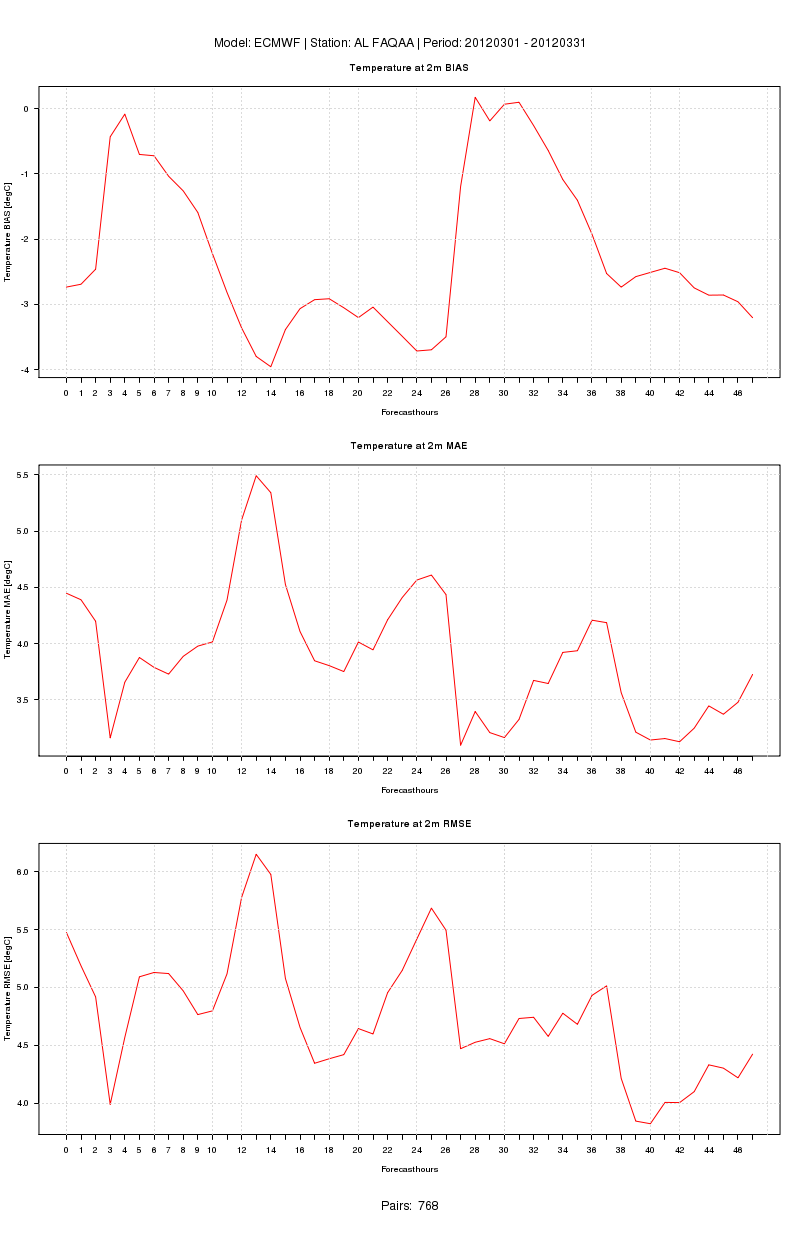 Model: ECMWF | Station: AL FAQAA | Period: 20120301 - 20120331
Temperature at 2m BIAS
Temperature BIAS [degC]
0
-1
-2
-3
-4
0 1 2 3 4 5 6 7 8 9 10 12 14 16 18 20 22 24 26 28 30 32 34 36 38 40 42 44 46
Forecasthours
Temperature at 2m MAE
Temperature MAE [degC]
5.5
5.0
4.5
4.0
3.5
0 1 2 3 4 5 6 7 8 9 10 12 14 16 18 20 22 24 26 28 30 32 34 36 38 40 42 44 46
Forecasthours
Temperature at 2m RMSE
Temperature RMSE [degC]
6.0
5.5
5.0
4.5
4.0
0 1 2 3 4 5 6 7 8 9 10 12 14 16 18 20 22 24 26 28 30 32 34 36 38 40 42 44 46
Forecasthours
Pairs: 768